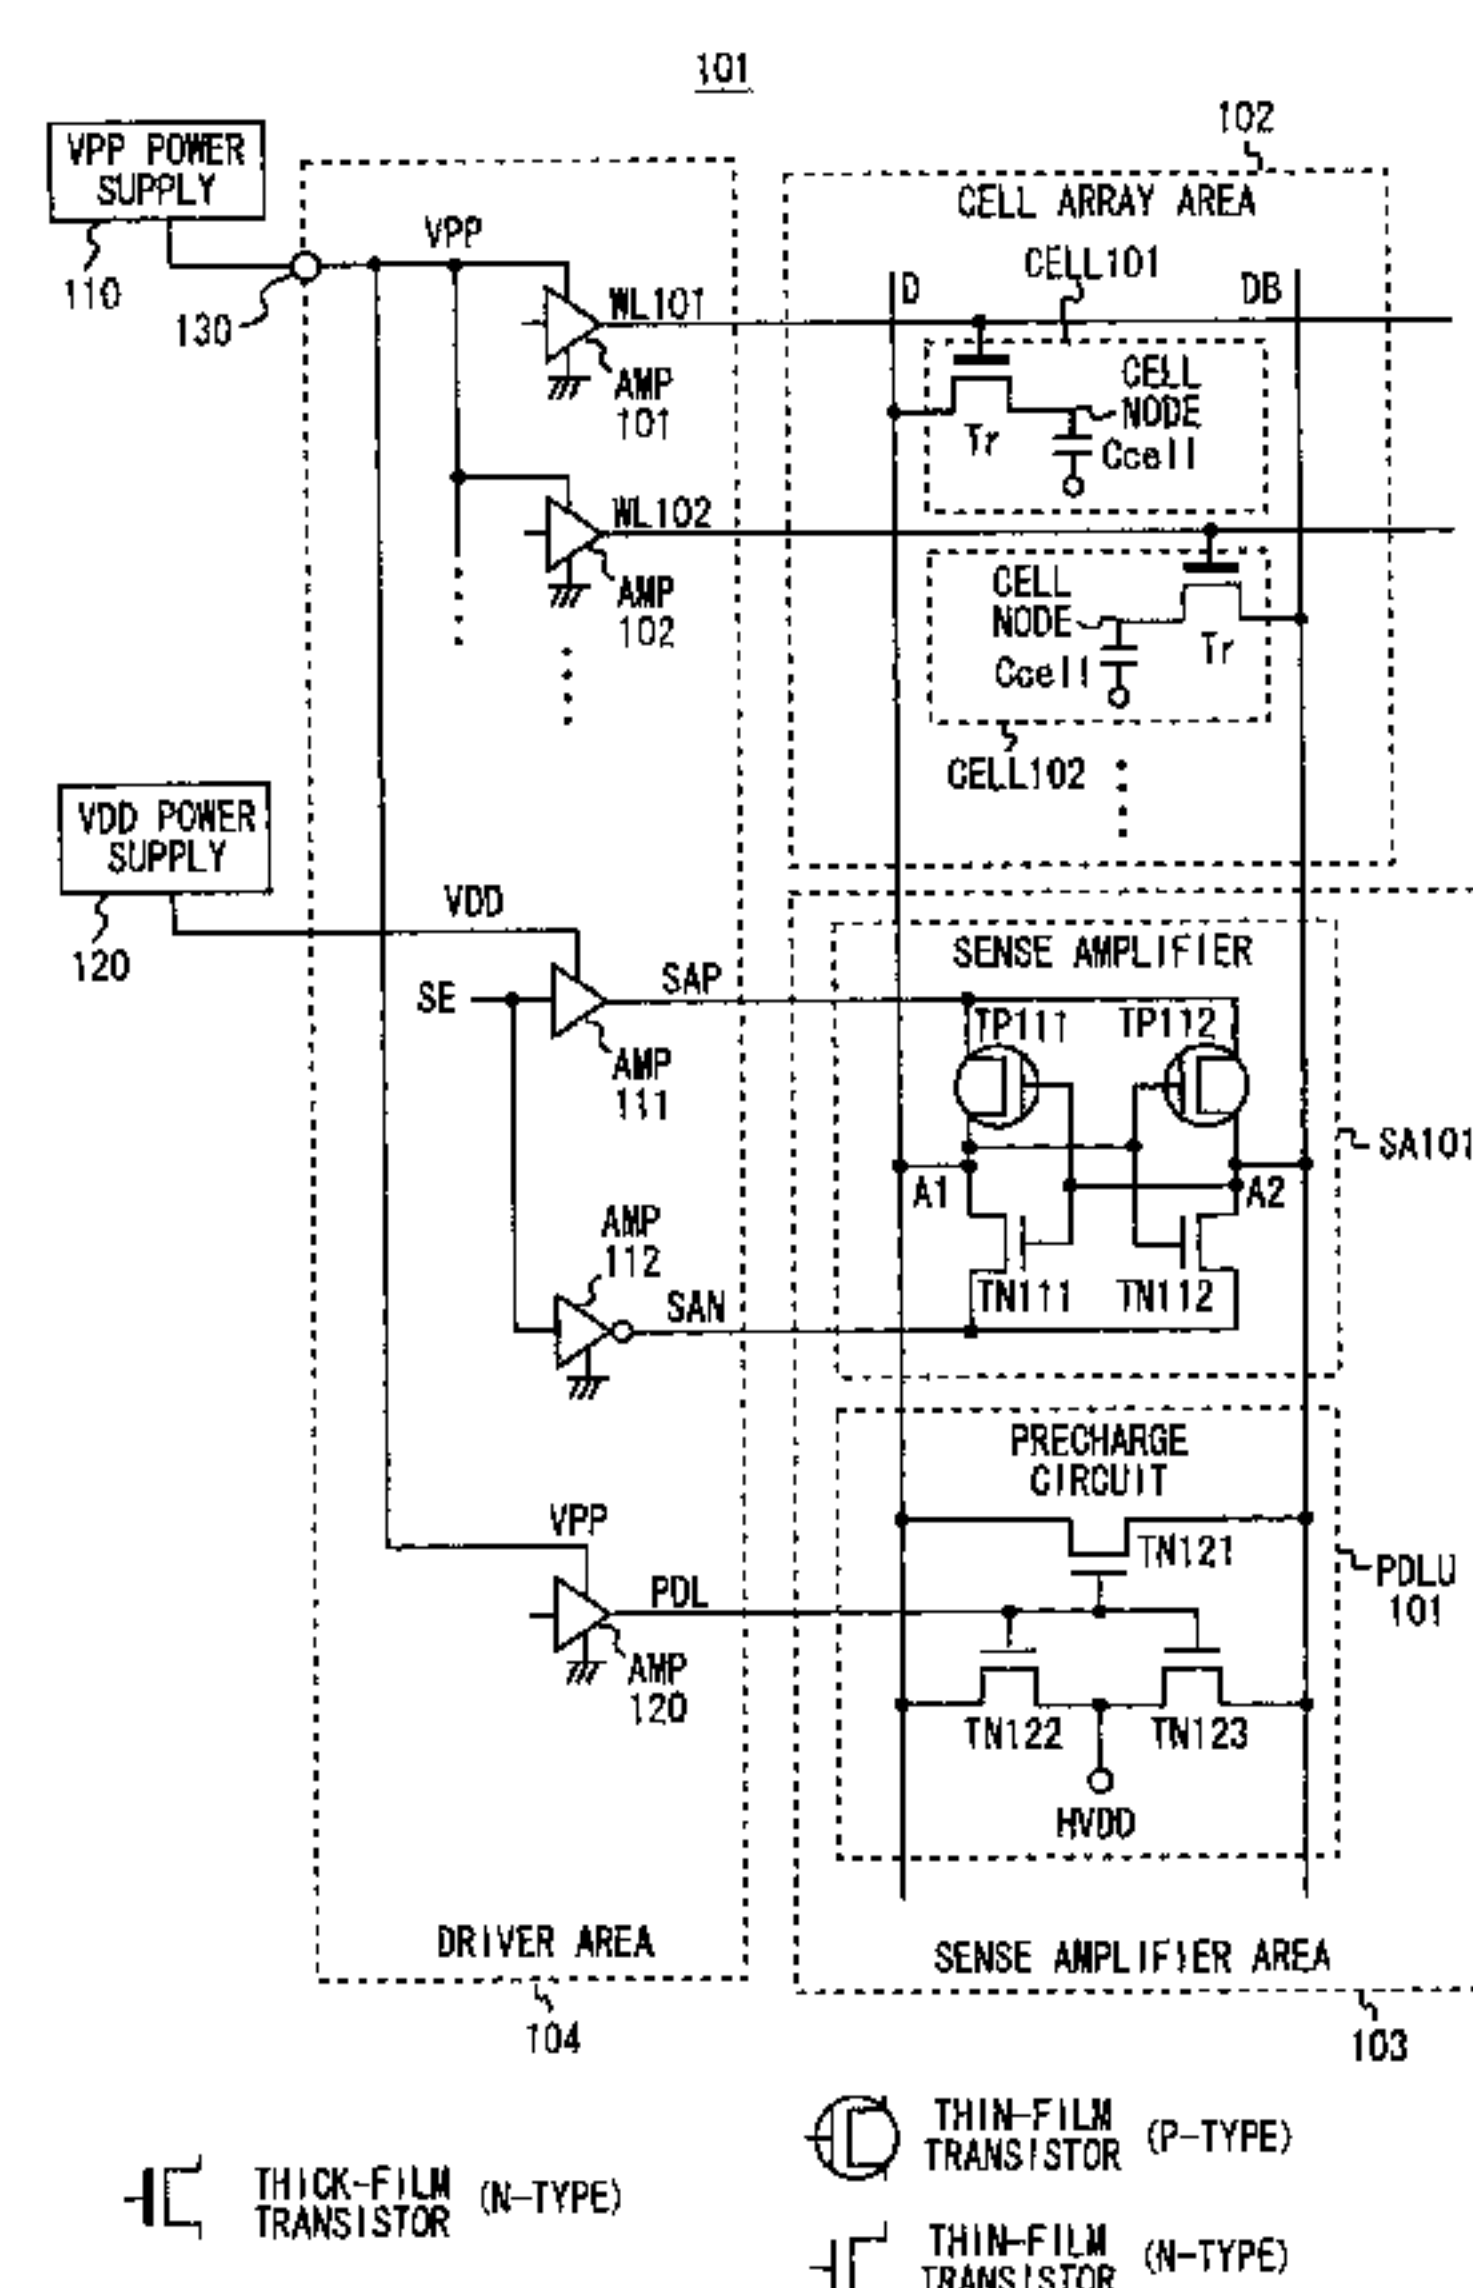 101
102
VPP POWER
SUPPLY
110
130
VPP
WL101
AMP
101
WL102
AMP
102
CELL ARRAY AREA
CELL101
D
DB
CELL
NODE
Tr
Ccell
CELL
NODE
Tr
Ccell
CELL102
VDD POWER
SUPPLY
120
VDD
SE
SAP
AMP
111
AMP
112
SAN
SENSE AMPLIFIER
TP111
TP112
SA101
A1
A2
TN111
TN112
PRECHARGE
CIRCUIT
VPP
PDL
AMP
120
TN121
PDLU
101
TN122
TN123
HVDD
DRIVER AREA
104
SENSE AMPLIFIER AREA
103
THICK-FILM
TRANSISTOR
(N-TYPE)
THIN-FILM
TRANSISTOR
(P-TYPE)
THIN-FILM
TRANSISTOR
(N-TYPE)